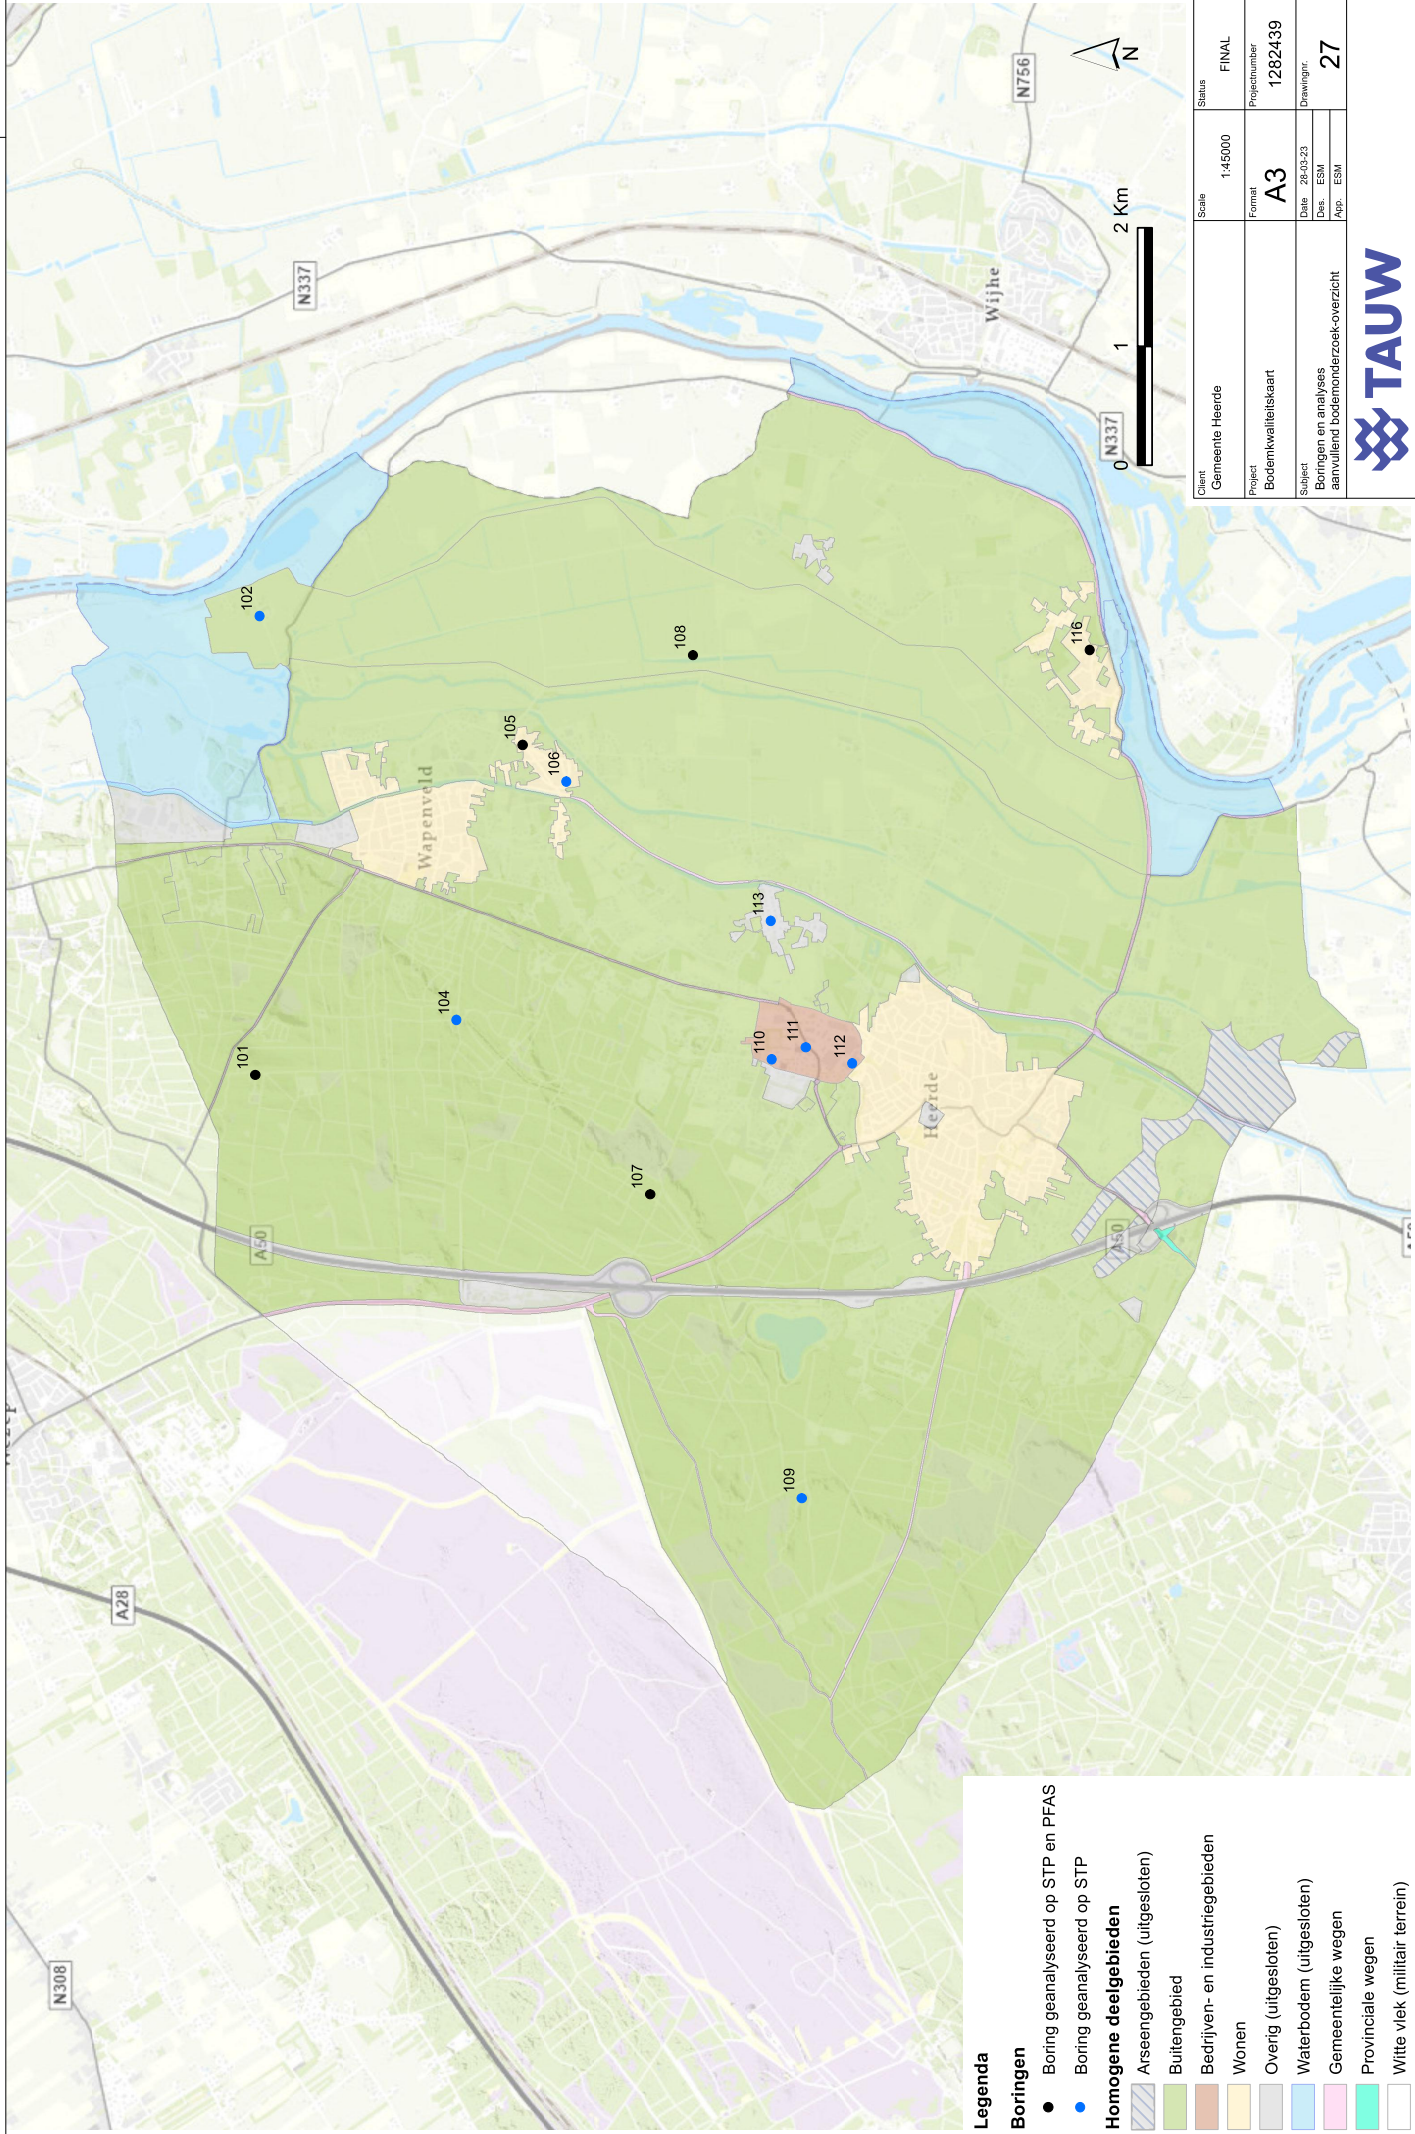 N308
A28
A50
A50
N337
N337
N756
Wapenveld
Heerde
Wijhe
101
102
104
105
106
107
108
109
110
111
112
113
116
0 1 2 Km
N
Legenda
Boringen
Boring geanalyseerd op STP en PFAS
Boring geanalyseerd op STP
Homogene deelgebieden
Arseengebieden (uitgesloten)
Buitengebied
Bedrijven- en industriegebieden
Wonen
Overig (uitgesloten)
Waterbodem (uitgesloten)
Gemeentelijke wegen
Provinciale wegen
Witte vlek (militair terrein)
Client
Gemeente Heerde
Scale
1:45000
Status
FINAL
Project
Bodemkwaliteitskaart
Format
A3
Projectnumber
1282439
Subject
Boringen en analyses
aanvullend bodemonderzoek-overzicht
Date 28-03-23
Des. ESM
App. ESM
Drawingnr.
27
TAUW